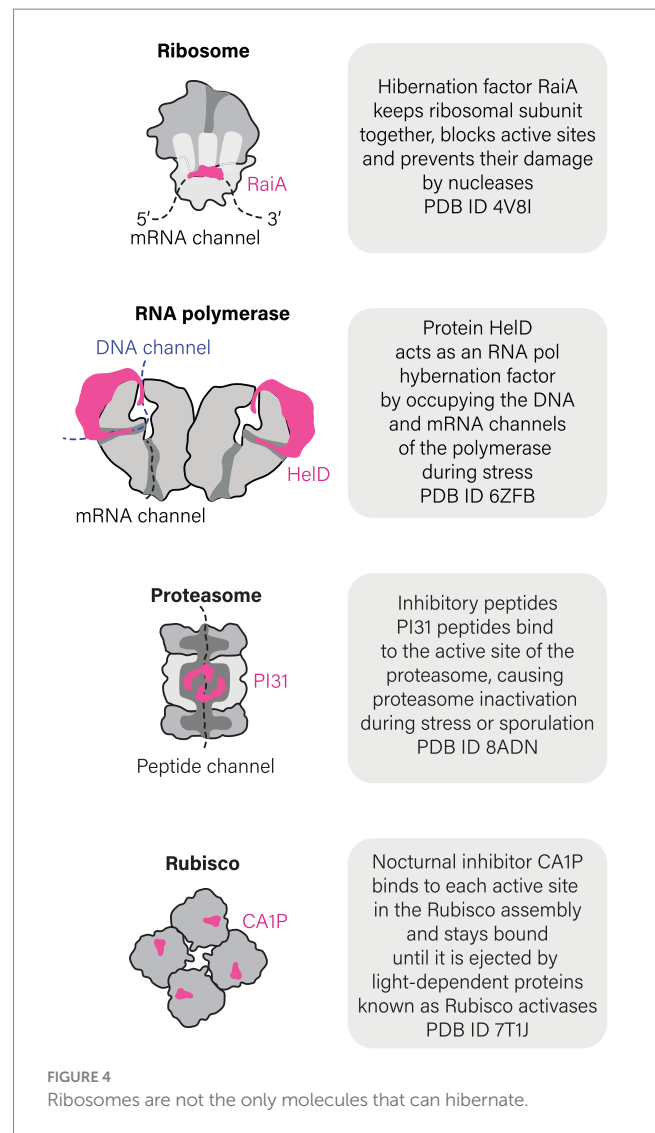 Ribosome
RaiA
5’
3’
mRNA channel
Hibernation factor RaiA
keeps ribosomal subunit
together, blocks active sites
and prevents their damage
by nucleases
PDB ID 4V8I
RNA polymerase
DNA channel
HelD
mRNA channel
Protein HelD
acts as an RNA pol
hybernation factor
by occupying the DNA
and mRNA channels
of the polymerase
during stress
PDB ID 6ZFB
Proteasome
PI31
Peptide channel
Inhibitory peptides
PI31 peptides bind
to the active site of the
proteasome, causing
proteasome inactivation
during stress or sporulation
PDB ID 8ADN
Rubisco
CA1P
Nocturnal inhibitor CA1P
binds to each active site
in the Rubisco assembly
and stays bound
until it is ejected by
light-dependent proteins
known as Rubisco activases
PDB ID 7T1J
FIGURE 4
Ribosomes are not the only molecules that can hibernate.